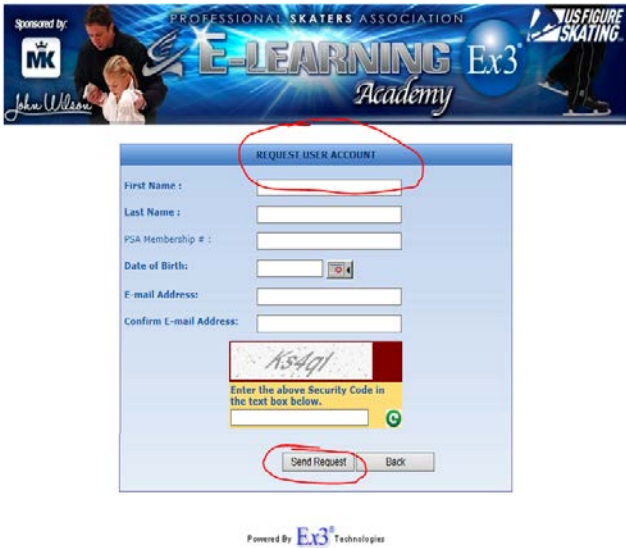 Sponsored by:
MK
John Wilson
PROFESSIONAL SKATERS ASSOCIATION
E-LEARNING Ex3®
Academy
US FIGURE
SKATING
REQUEST USER ACCOUNT
First Name :
Last Name :
PSA Membership # :
Date of Birth:
E-mail Address:
Confirm E-mail Address:
Ks4ql
Enter the above Security Code in
the text box below.
Send Request Back
Powered By Ex3® Technologies